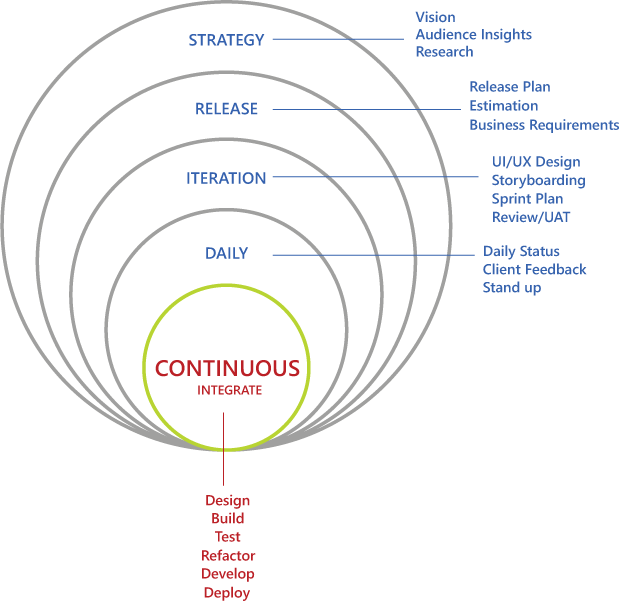 STRATEGY
Vision
Audience Insights
Research
RELEASE
Release Plan
Estimation
Business Requirements
ITERATION
UI/UX Design
Storyboarding
Sprint Plan
Review/UAT
DAILY
Daily Status
Client Feedback
Stand up
CONTINUOUS
INTEGRATE
Design
Build
Test
Refactor
Develop
Deploy